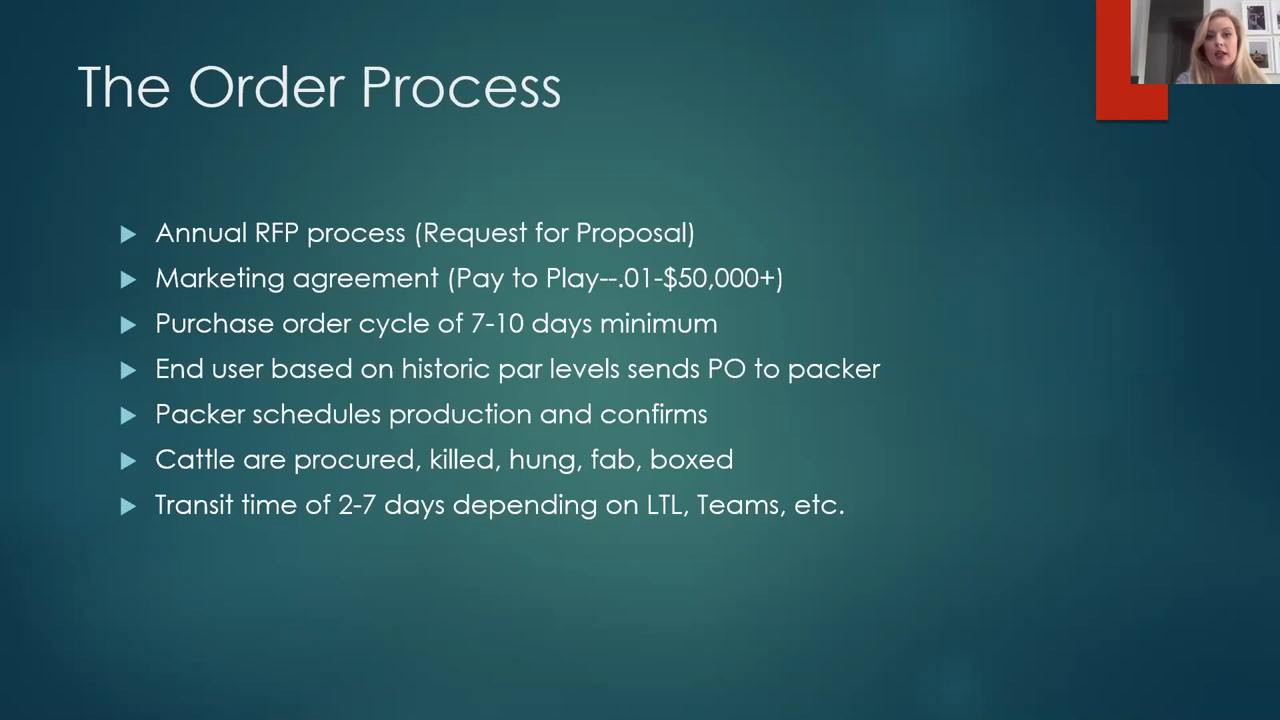 The Order Process
Annual RFP process (Request for Proposal)
Marketing agreement (Pay to Play--.01-$50,000+)
Purchase order cycle of 7-10 days minimum
End user based on historic par levels sends PO to packer
Packer schedules production and confirms
Cattle are procured, killed, hung, fab, boxed
Transit time of 2-7 days depending on LTL, Teams, etc.